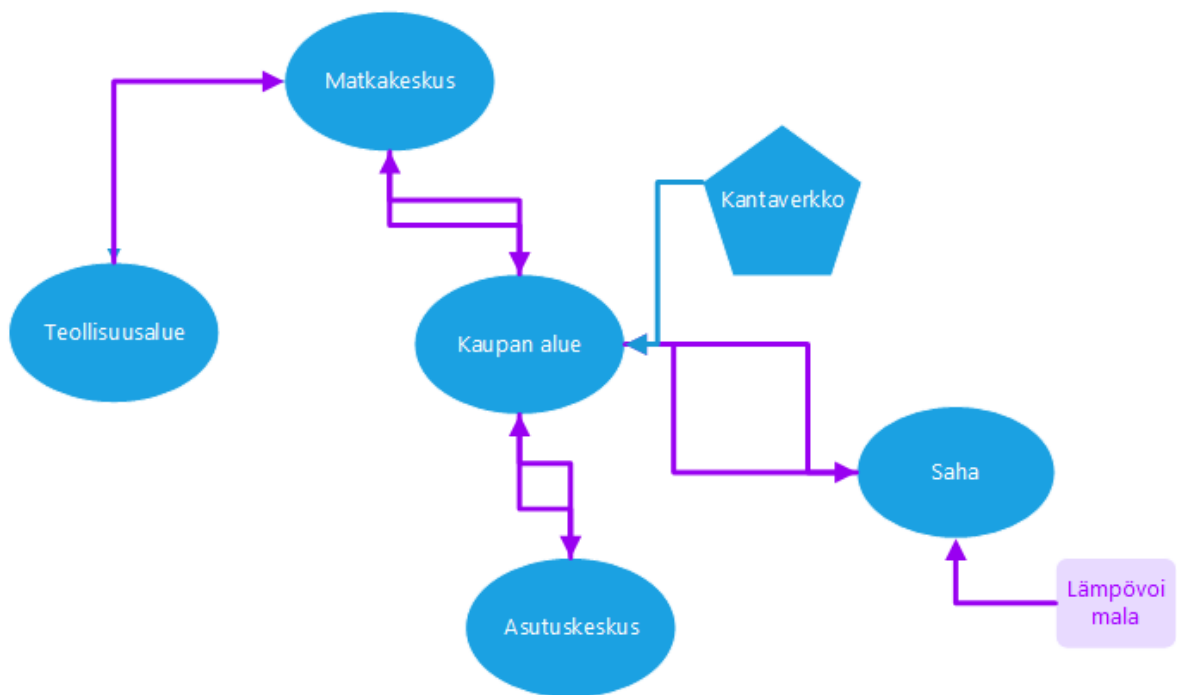 Matkakeskus
Kantaverkko
Teollisuusalue
Kaupan alue
Saha
Lämpövoi
mala
Asutuskeskus